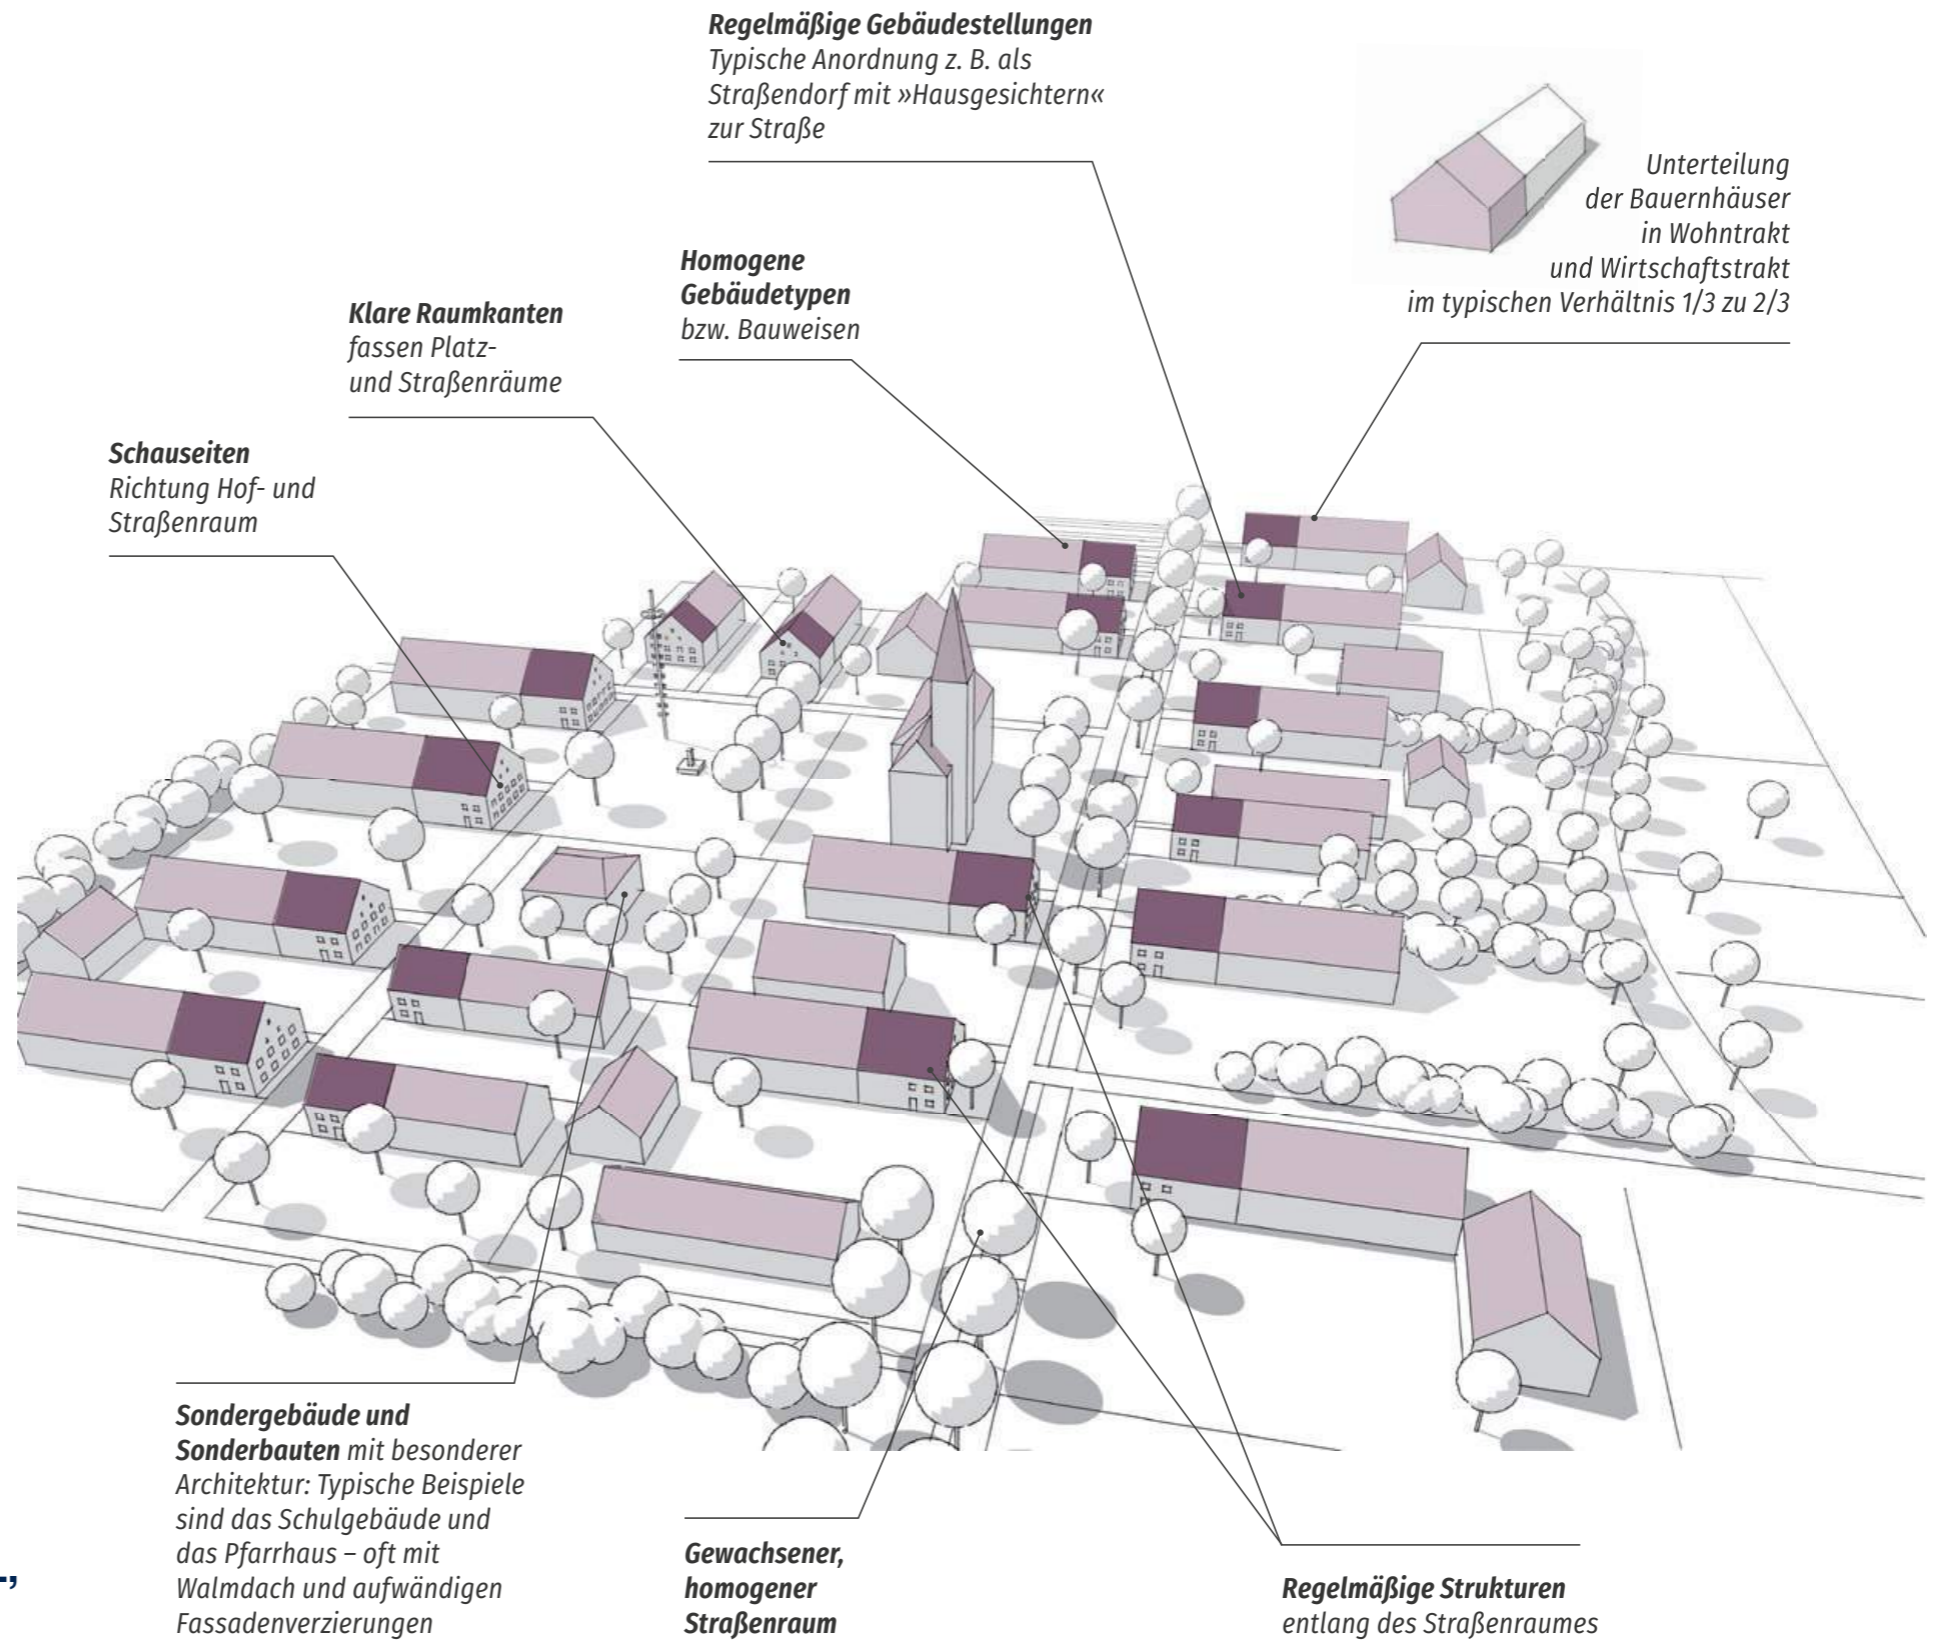 Regelmäßige Gebäudestellungen
Typische Anordnung z. B. als
Straßendorf mit »Hausgesichtern«
zur Straße
Unterteilung
der Bauernhäuser
in Wohntrakt
und Wirtschaftstrakt
im typischen Verhältnis 1/3 zu 2/3
Homogene
Gebäudetypen
bzw. Bauweisen
Klare Raumkanten
fassen Platz-
und Straßenräume
Schauseiten
Richtung Hof- und
Straßenraum
Sondergebäude und
Sonderbauten mit besonderer
Architektur: Typische Beispiele
sind das Schulgebäude und
das Pfarrhaus – oft mit
Walmdach und aufwändigen
Fassadenverzierungen
Gewachsener,
homogener
Straßenraum
Regelmäßige Strukturen
entlang des Straßenraumes